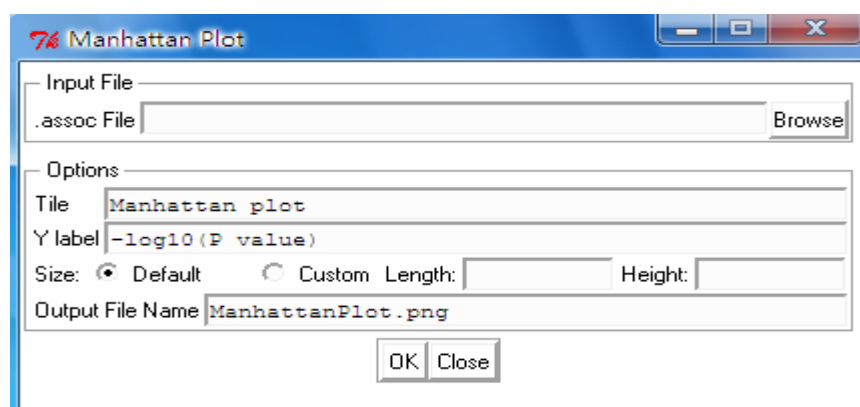 Manhattan Plot
Input File
.assoc File Browse
Options
Tile Manhattan plot
Y label -log10(P value)
Size: Default Custom Length: Height:
Output File Name ManhattanPlot.png
OK Close